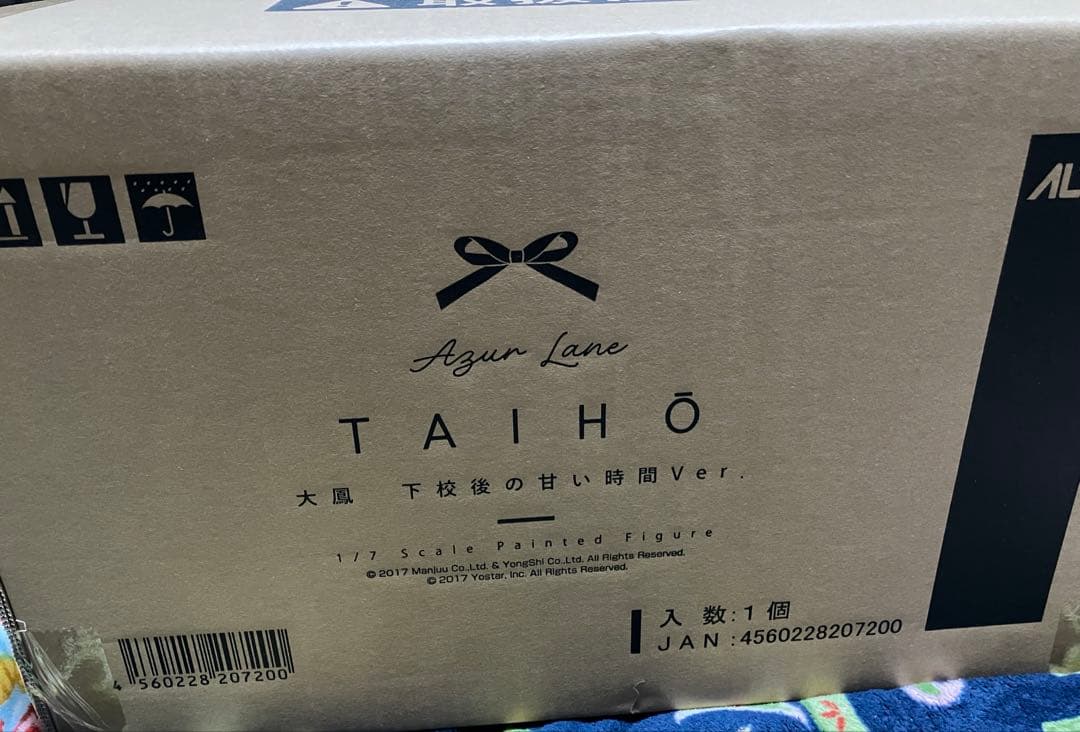 Azur Lane
TAIHŌ
大鳳 下校後の甘い時間Ver.
1/7 Scale Painted Figure
© 2017 Manjuu Co.,Ltd. & YongShi Co.,Ltd. All Rights Reserved.
© 2017 Yostar, Inc. All Rights Reserved.
入数:1個
JAN:4560228207200
4 560228 207200